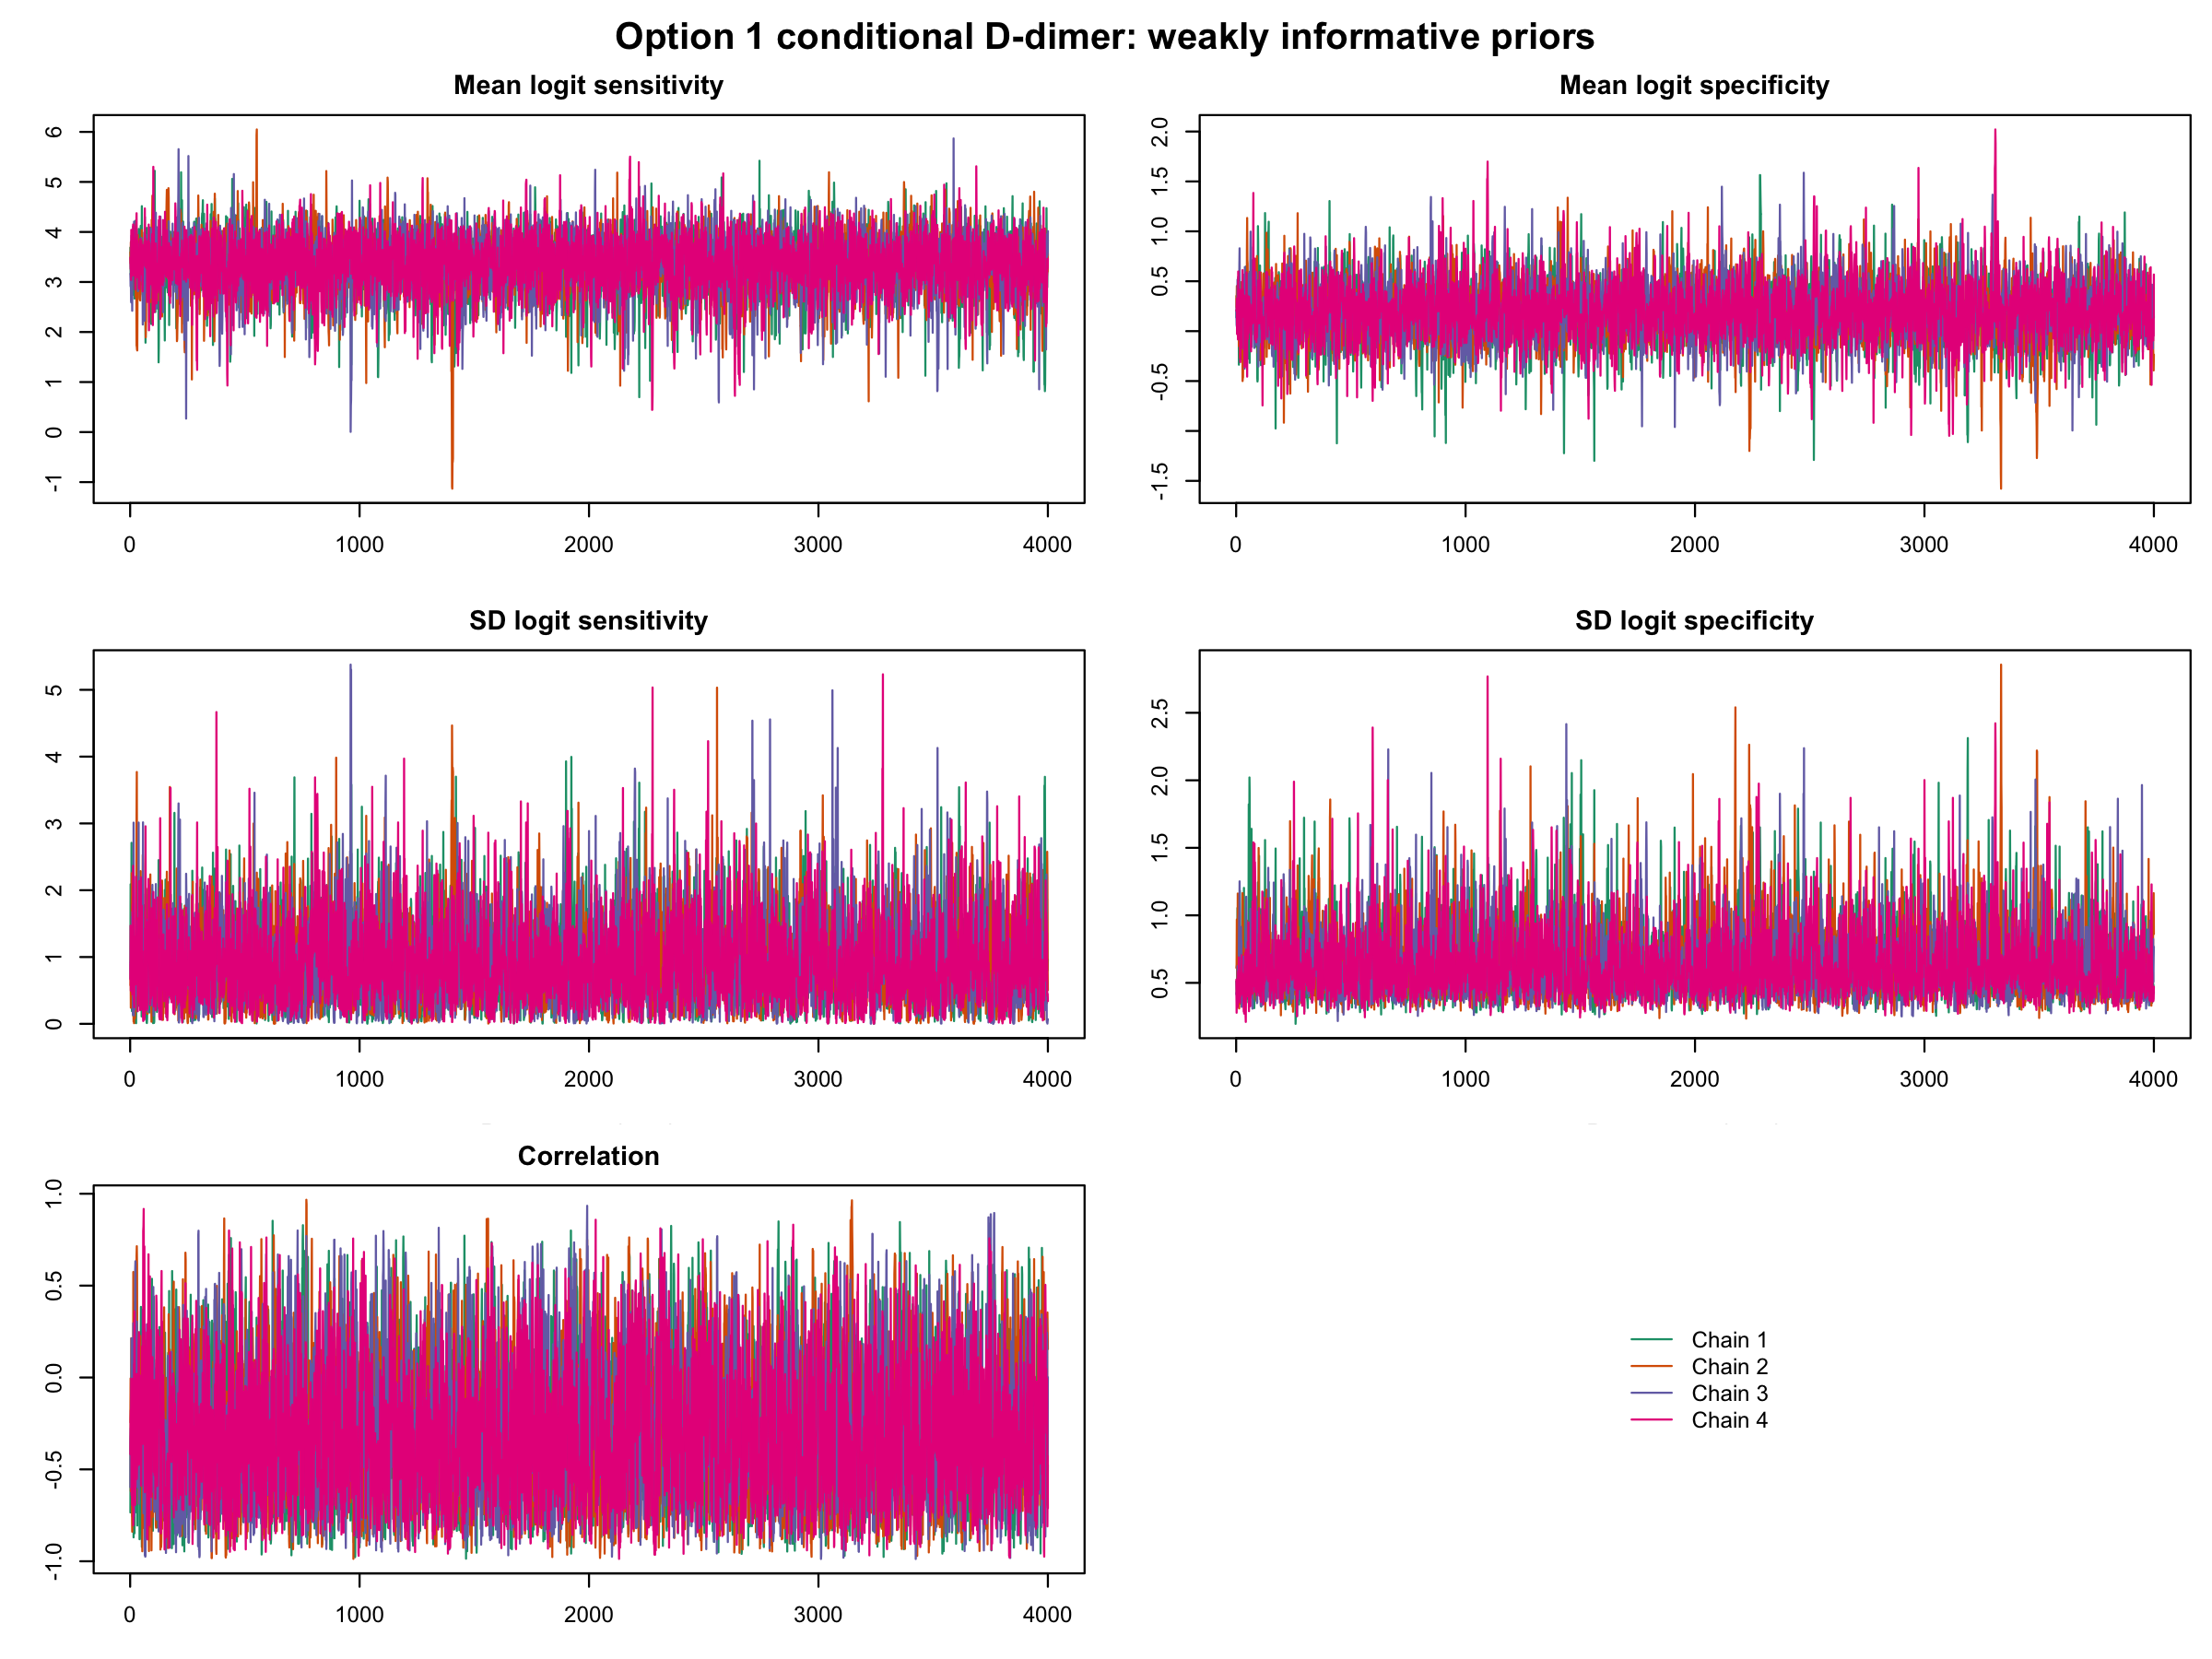 Option 1 conditional D-dimer: weakly informative priors
Mean logit sensitivity
6
5
4
3
2
1
0
-1
0 1000 2000 3000 4000
Mean logit specificity
2.0
1.5
1.0
0.5
-0.5
-1.5
0 1000 2000 3000 4000
SD logit sensitivity
5
4
3
2
1
0
0 1000 2000 3000 4000
SD logit specificity
2.5
2.0
1.5
1.0
0.5
0 1000 2000 3000 4000
Correlation
1.0
0.5
0.0
-0.5
-1.0
0 1000 2000 3000 4000
Chain 1
Chain 2
Chain 3
Chain 4